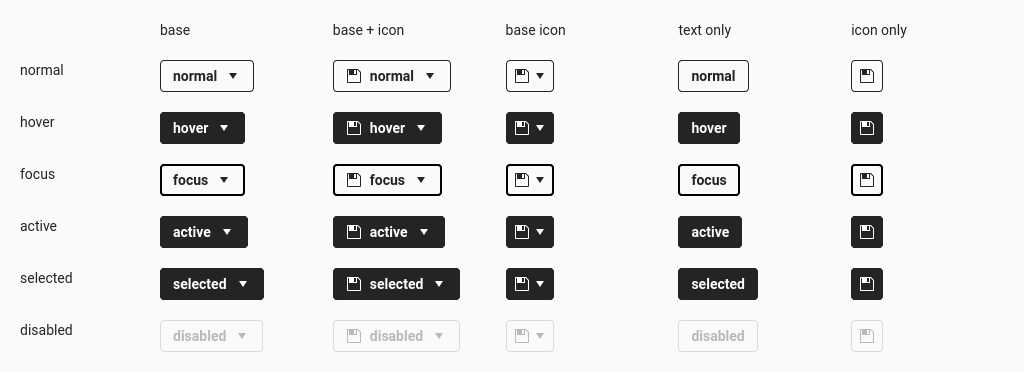 base base + icon base icon text only icon only
normal normal normal normal
hover hover hover hover
focus focus focus focus
active active active active
selected selected selected selected
disabled disabled disabled disabled